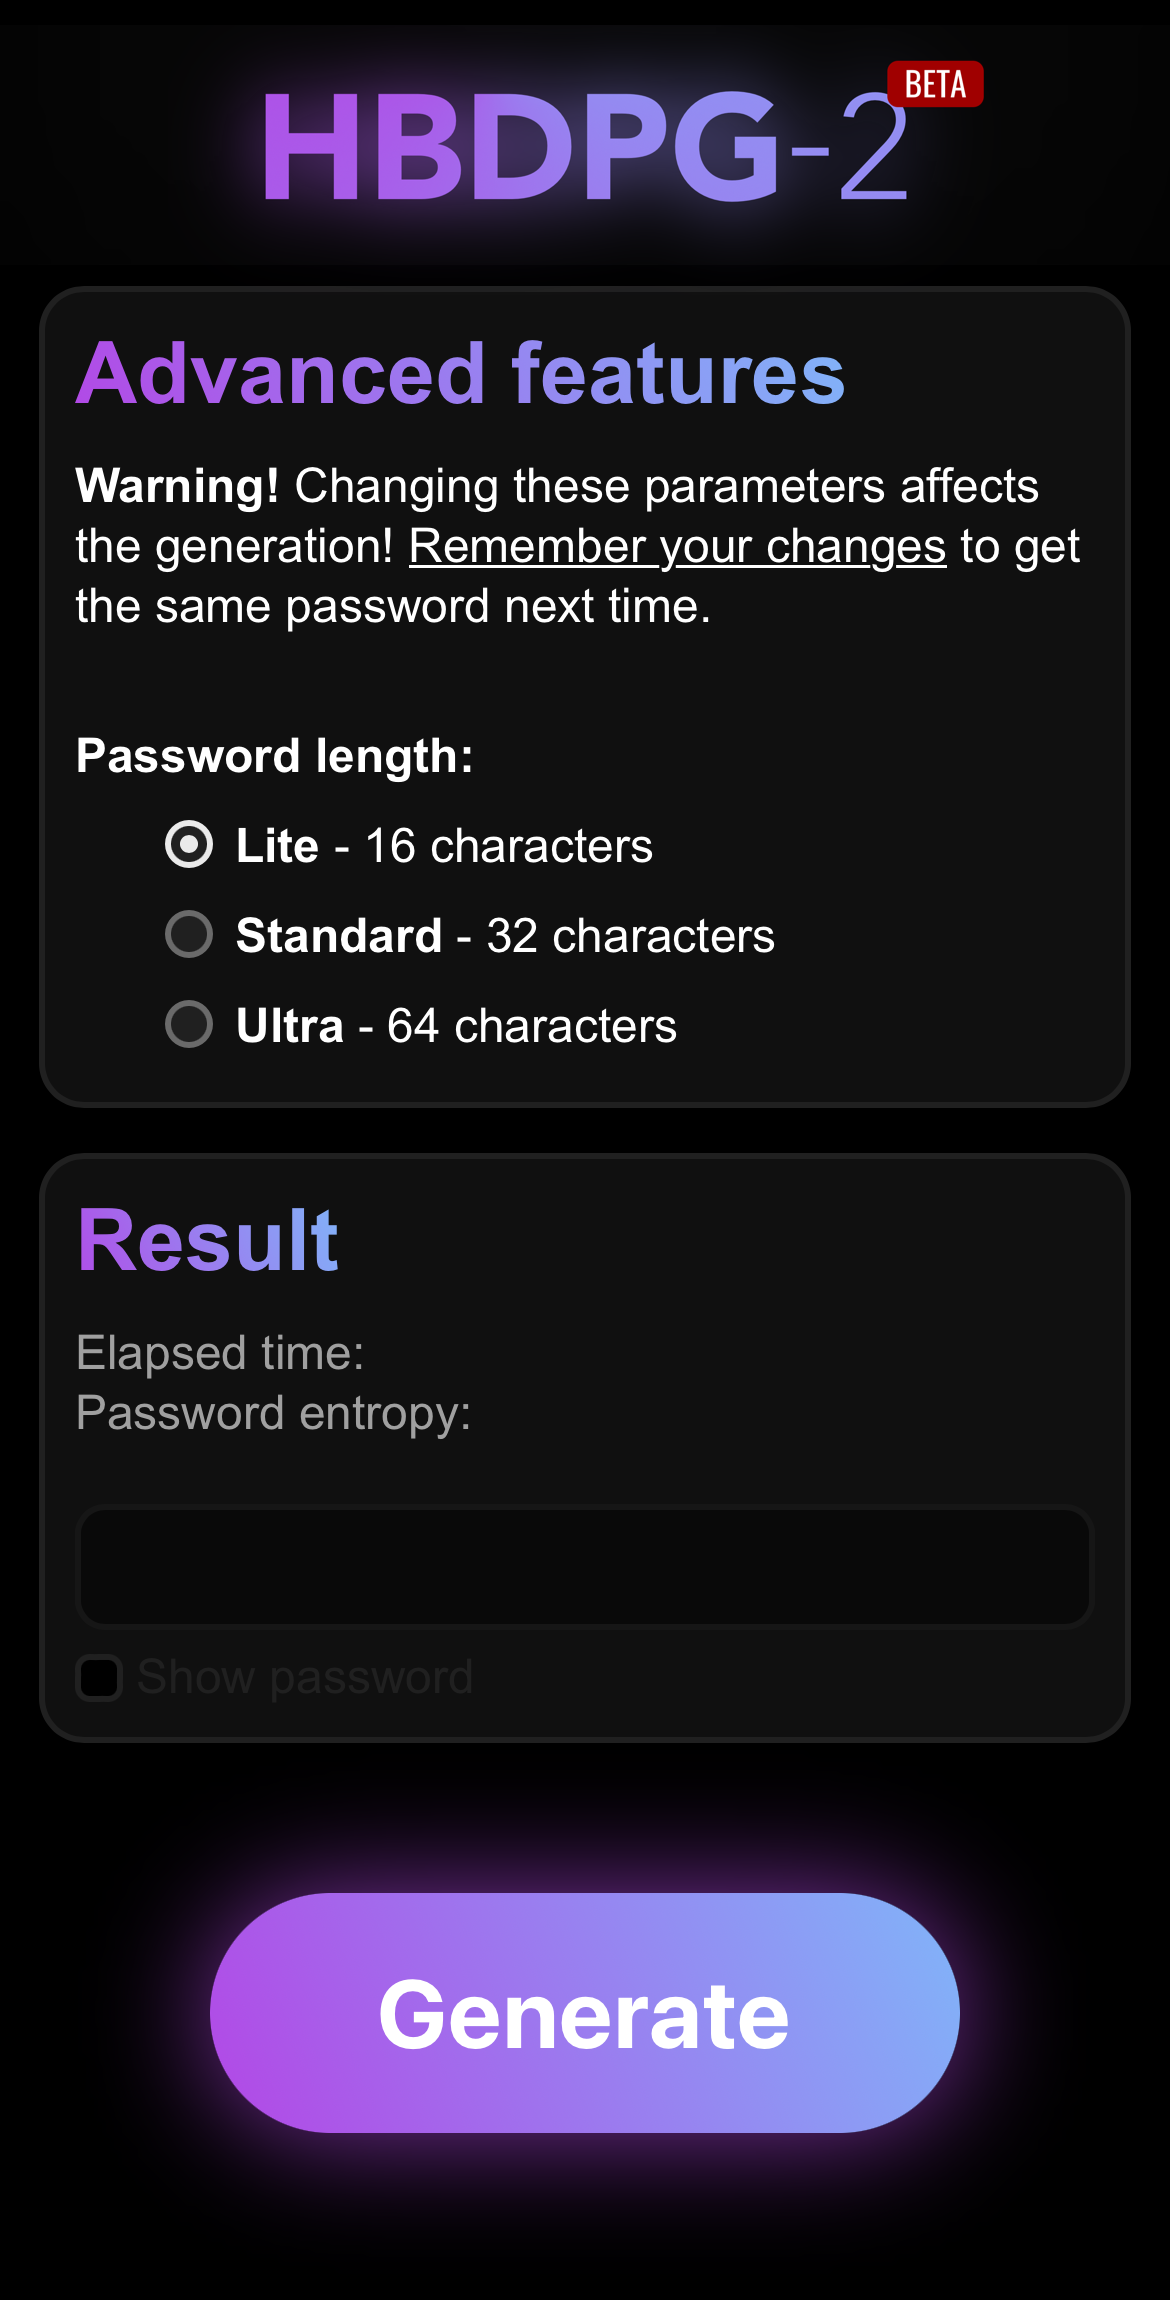 HBDPG-2 BETA
Advanced features
Warning! Changing these parameters affects
the generation! Remember your changes to get
the same password next time.
Password length:
Lite - 16 characters
Standard - 32 characters
Ultra - 64 characters
Result
Elapsed time:
Password entropy:
Show password
Generate